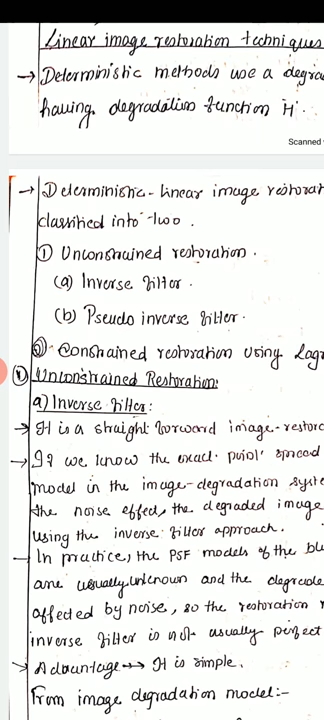 Linear image restoration techniques
→ Deterministic methods use a degra
having degradation function H.
Scanned
→ Deterministic-linear image restorat
classified into two.
① Unconstrained restoration.
(a) Inverse filter.
(b) Pseudo inverse filter.
② Constrained restoration using Lagr
① Unconstrained Restoration:
a) Inverse filter:
→ It is a straight forward image-restorc
→ If we know the exact point spread
model in the image-degradation syste
the noise effect, the degraded image
using the inverse filter approach.
– In practice, the PSF models of the blu
are usually unknown and the degrade
affected by noise, so the restoration
inverse filter is not usually perfect
→ Advantage → It is simple.
From image degradation model:-